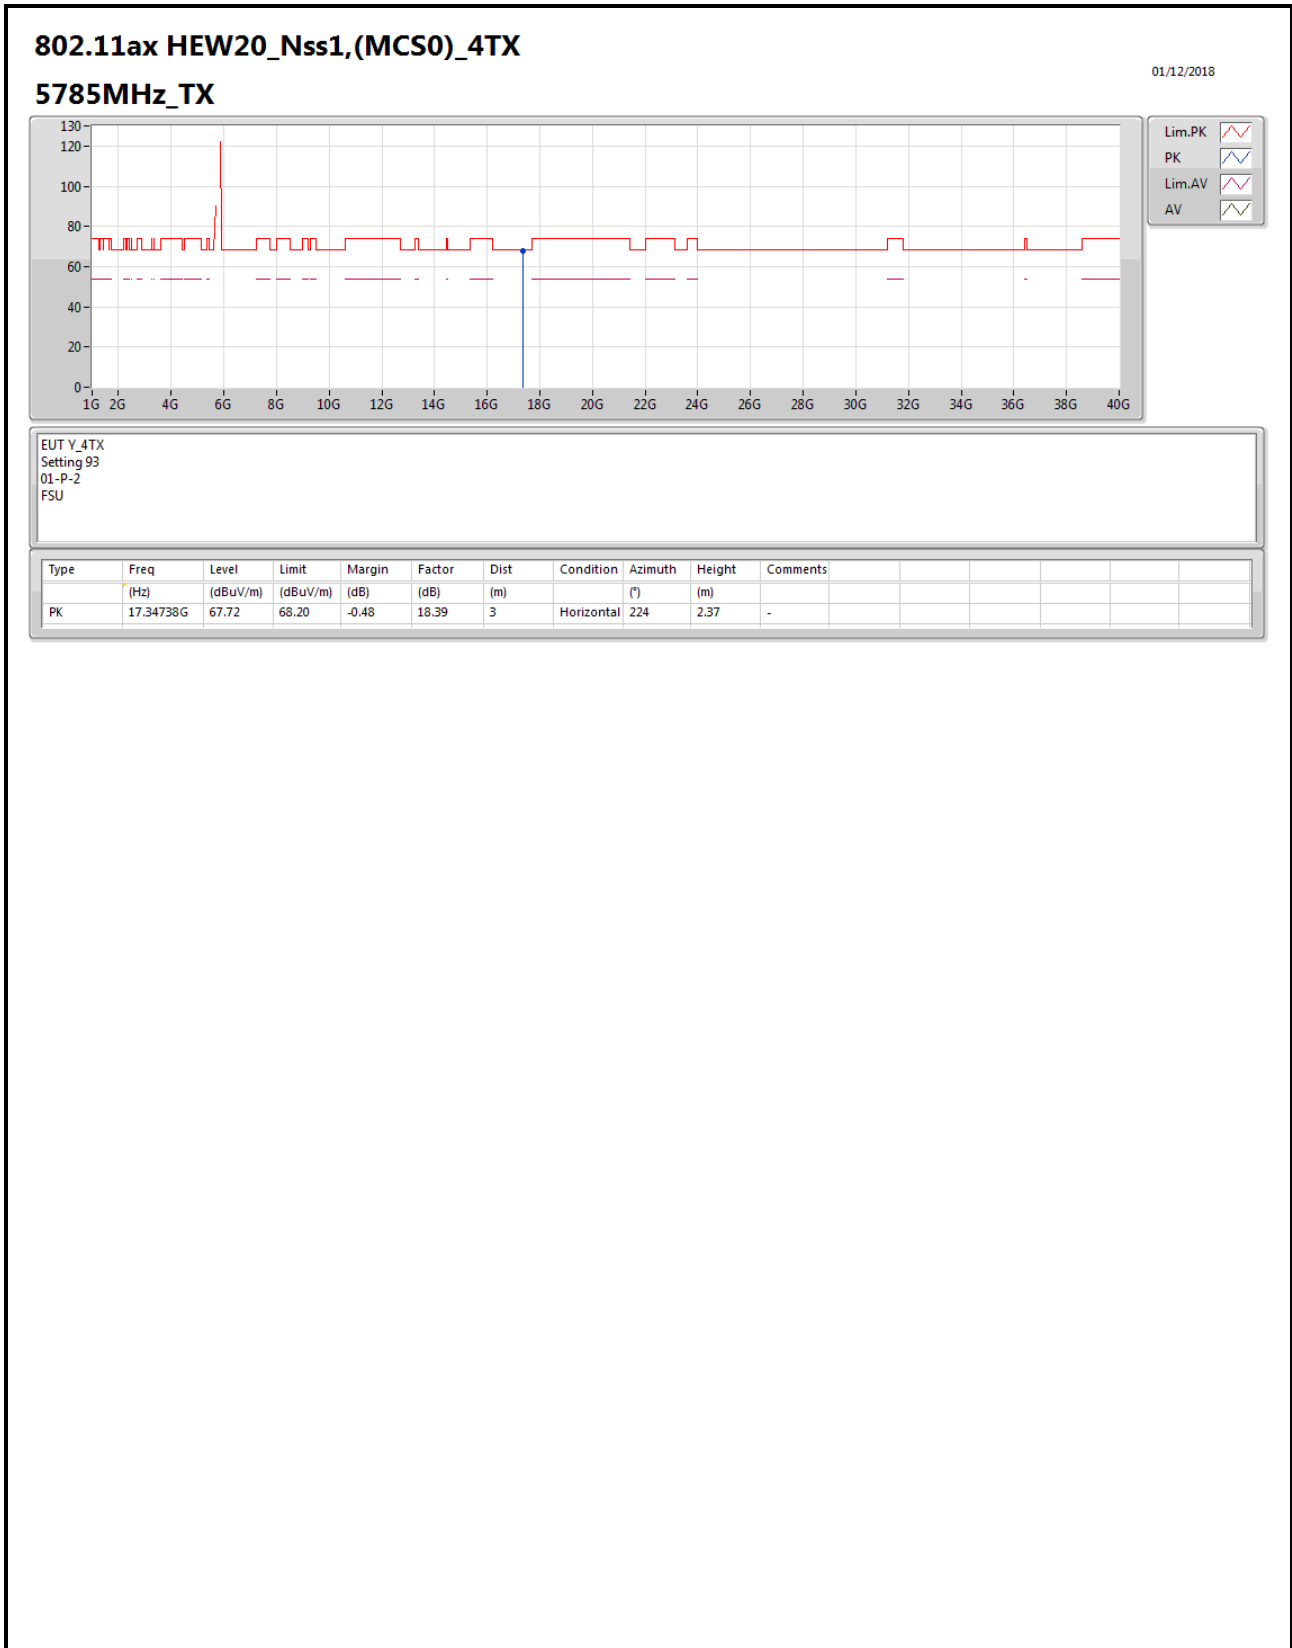 802.11ax HEW20_Nss1,(MCS0)_4TX
01/12/2018
5785MHz_TX
130
120
100
80
60
40
20
0
1G 2G 4G 6G 8G 10G 12G 14G 16G 18G 20G 22G 24G 26G 28G 30G 32G 34G 36G 38G 40G
Lim.PK
PK
Lim.AV
AV
EUT Y_4TX
Setting 93
01-P-2
FSU
Type Freq Level Limit Margin Factor Dist Condition Azimuth Height Comments
(Hz) (dBuV/m) (dBuV/m) (dB) (dB) (m) (°) (m)
PK 17.34738G 67.72 68.20 -0.48 18.39 3 Horizontal 224 2.37 -